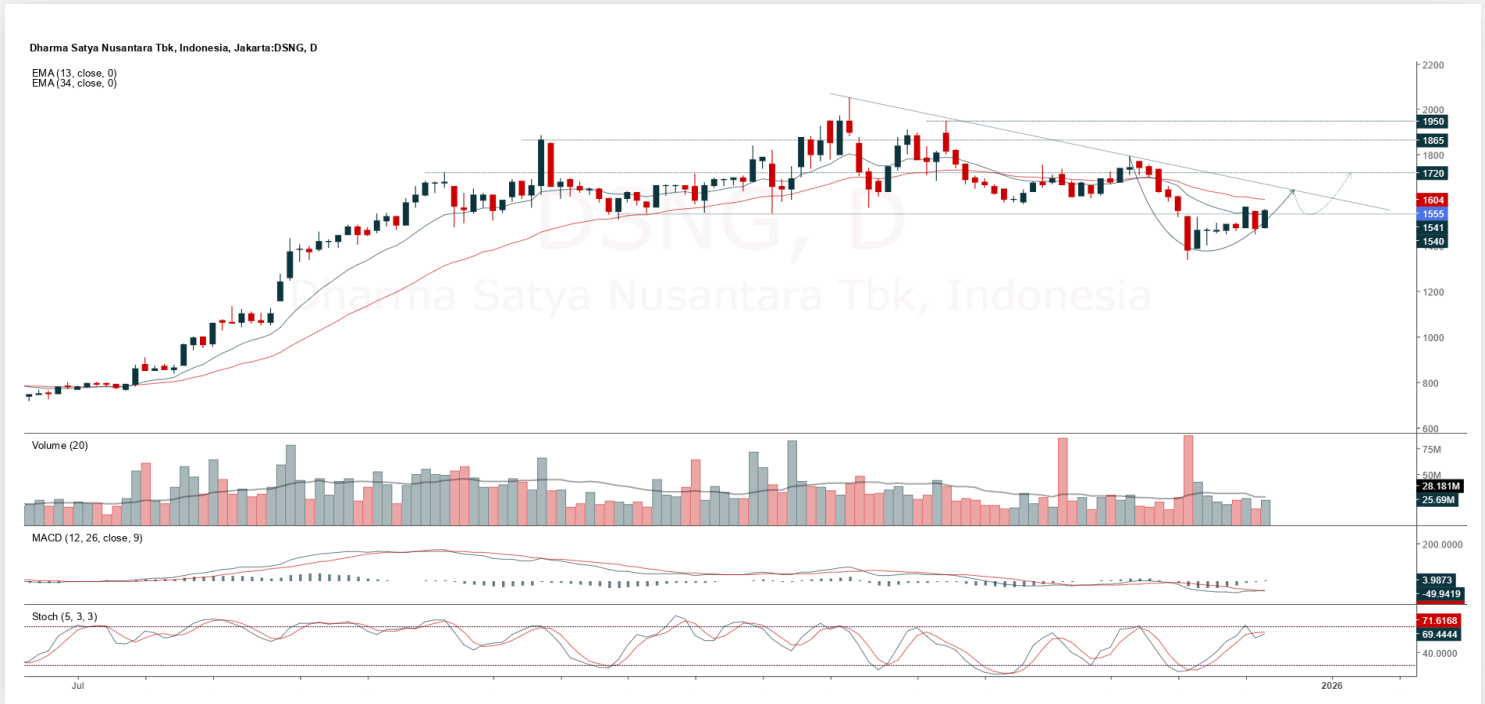 Dharma Satya Nusantara Tbk, Indonesia, Jakarta:DSNG, D
EMA (13, close, 0)
EMA (34, close, 0)
DSNG, D
Dharma Satya Nusantara Tbk, Indonesia
2200
2000
1950
1865
1800
1720
1604
1555
1541
1540
1200
1000
800
600
Volume (20)
75M
50M
28.181M
25.69M
MACD (12, 26, close, 9)
200.0000
3.9873
-49.9419
Stoch (5, 3, 3)
71.6168
69.4444
40.0000
Jul
2026